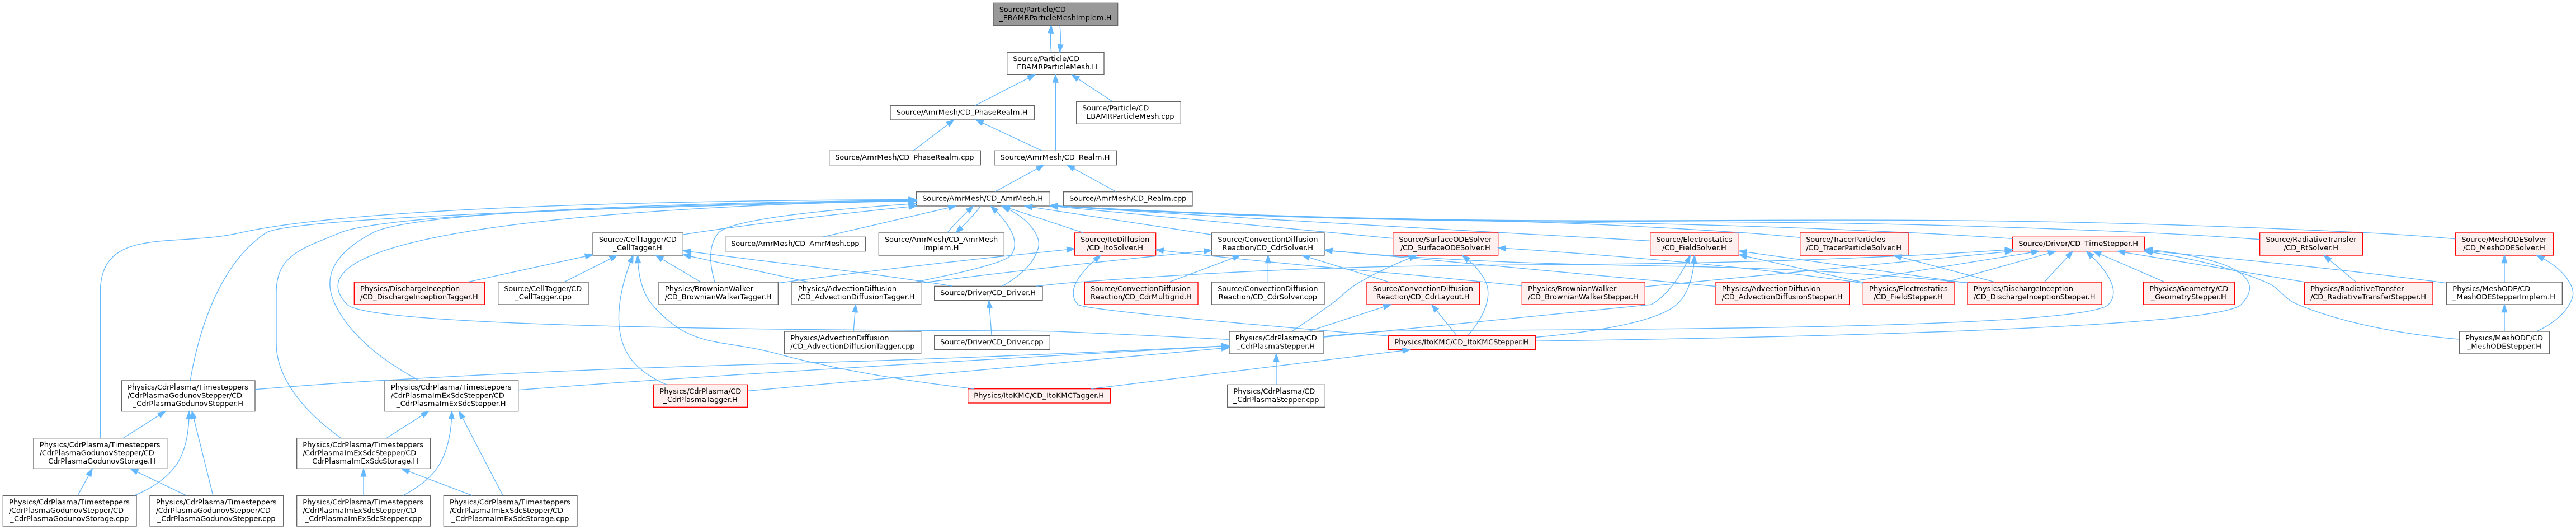 Source/Particle/CD
_EBAMRParticleMeshImplem.H
Source/Particle/CD
_EBAMRParticleMesh.H
Source/AmrMesh/CD_PhaseRealm.H
Source/Particle/CD
_EBAMRParticleMesh.cpp
Source/AmrMesh/CD_PhaseRealm.cpp
Source/AmrMesh/CD_Realm.H
Source/AmrMesh/CD_AmrMesh.H
Source/AmrMesh/CD_Realm.cpp
Source/CellTagger/CD
_CellTagger.H
Source/AmrMesh/CD_AmrMesh.cpp
Source/AmrMesh/CD_AmrMesh
Implem.H
Source/ItoDiffusion
/CD_ItoSolver.H
Source/ConvectionDiffusion
Reaction/CD_CdrSolver.H
Source/SurfaceODESolver
/CD_SurfaceODESolver.H
Source/Electrostatics
/CD_FieldSolver.H
Source/TracerParticles
/CD_TracerParticleSolver.H
Source/Driver/CD_TimeStepper.H
Source/RadiativeTransfer
/CD_RtSolver.H
Source/MeshODESolver
/CD_MeshODESolver.H
Physics/DischargeInception
/CD_DischargeInceptionTagger.H
Source/CellTagger/CD
_CellTagger.cpp
Physics/BrownianWalker
/CD_BrownianWalkerTagger.H
Physics/AdvectionDiffusion
/CD_AdvectionDiffusionTagger.H
Source/Driver/CD_Driver.H
Source/ConvectionDiffusion
Reaction/CD_CdrMultigrid.H
Source/ConvectionDiffusion
Reaction/CD_CdrSolver.cpp
Source/ConvectionDiffusion
Reaction/CD_CdrLayout.H
Physics/BrownianWalker
/CD_BrownianWalkerStepper.H
Physics/AdvectionDiffusion
/CD_AdvectionDiffusionStepper.H
Physics/Electrostatics
/CD_FieldStepper.H
Physics/DischargeInception
/CD_DischargeInceptionStepper.H
Physics/Geometry/CD
_GeometryStepper.H
Physics/RadiativeTransfer
/CD_RadiativeTransferStepper.H
Physics/MeshODE/CD
_MeshODEStepperImplem.H
Physics/AdvectionDiffusion
/CD_AdvectionDiffusionTagger.cpp
Source/Driver/CD_Driver.cpp
Physics/CdrPlasma/CD
_CdrPlasmaStepper.H
Physics/ItoKMC/CD_ItoKMCStepper.H
Physics/MeshODE/CD
_MeshODEStepper.H
Physics/CdrPlasma/Timesteppers
/CdrPlasmaGodunovStepper/CD
_CdrPlasmaGodunovStepper.H
Physics/CdrPlasma/Timesteppers
/CdrPlasmaImExSdcStepper/CD
_CdrPlasmaImExSdcStepper.H
Physics/CdrPlasma/CD
_CdrPlasmaTagger.H
Physics/ItoKMC/CD_ItoKMCTagger.H
Physics/CdrPlasma/CD
_CdrPlasmaStepper.cpp
Physics/CdrPlasma/Timesteppers
/CdrPlasmaGodunovStepper/CD
_CdrPlasmaGodunovStorage.H
Physics/CdrPlasma/Timesteppers
/CdrPlasmaImExSdcStepper/CD
_CdrPlasmaImExSdcStorage.H
Physics/CdrPlasma/Timesteppers
/CdrPlasmaGodunovStepper/CD
_CdrPlasmaGodunovStorage.cpp
Physics/CdrPlasma/Timesteppers
/CdrPlasmaGodunovStepper/CD
_CdrPlasmaGodunovStepper.cpp
Physics/CdrPlasma/Timesteppers
/CdrPlasmaImExSdcStepper/CD
_CdrPlasmaImExSdcStepper.cpp
Physics/CdrPlasma/Timesteppers
/CdrPlasmaImExSdcStepper/CD
_CdrPlasmaImExSdcStorage.cpp